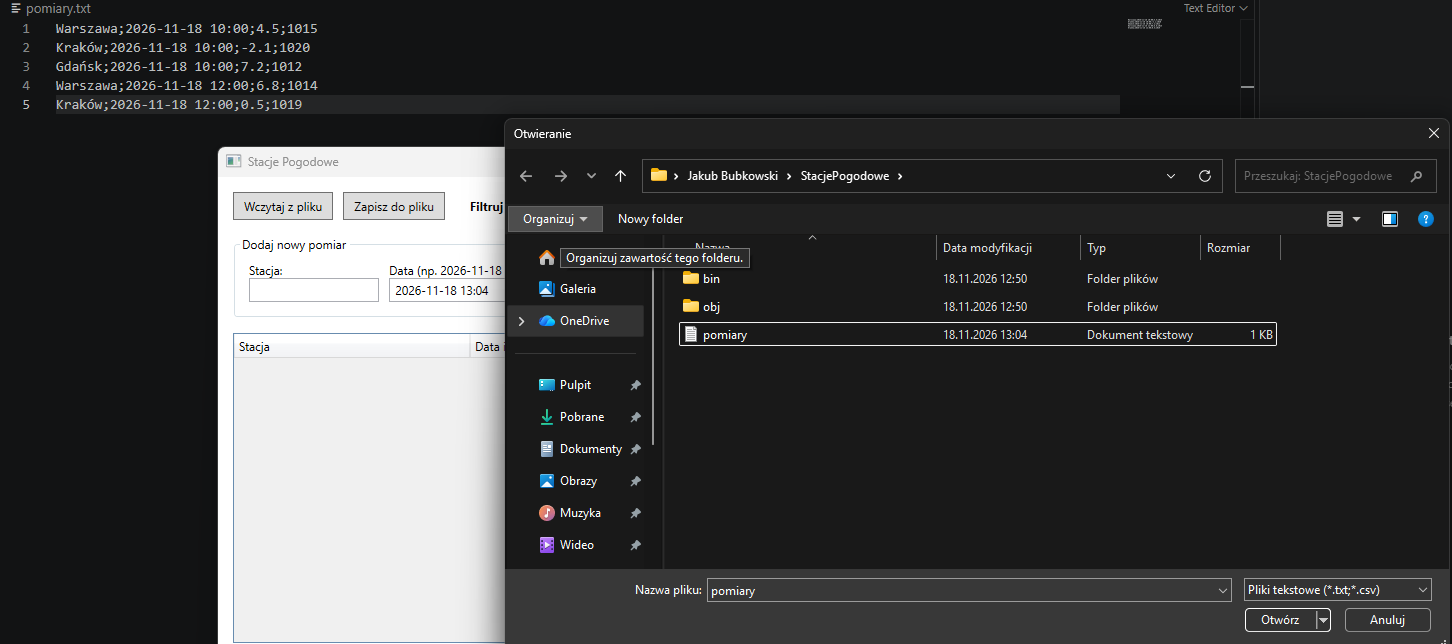 pomiary.txt
Text Editor
1 Warszawa;2026-11-18 10:00;4.5;1015
2 Kraków;2026-11-18 10:00;-2.1;1020
3 Gdańsk;2026-11-18 10:00;7.2;1012
4 Warszawa;2026-11-18 12:00;6.8;1014
5 Kraków;2026-11-18 12:00;0.5;1019
Stacje Pogodowe
Wczytaj z pliku Zapisz do pliku Filtruj
Dodaj nowy pomiar
Stacja: Data (np. 2026-11-18
2026-11-18 13:04
Stacja Data i
Otwieranie
Jakub Bubkowski StacjePogodowe
Przeszukaj: StacjePogodowe
Organizuj Nowy folder
Organizuj zawartość tego folderu.
Nazwa Data modyfikacji Typ Rozmiar
bin 18.11.2026 12:50 Folder plików
obj 18.11.2026 12:50 Folder plików
pomiary 18.11.2026 13:04 Dokument tekstowy 1 KB
Galeria
OneDrive
Pulpit
Pobrane
Dokumenty
Obrazy
Muzyka
Wideo
Nazwa pliku: pomiary Pliki tekstowe (*.txt;*.csv)
Otwórz Anuluj